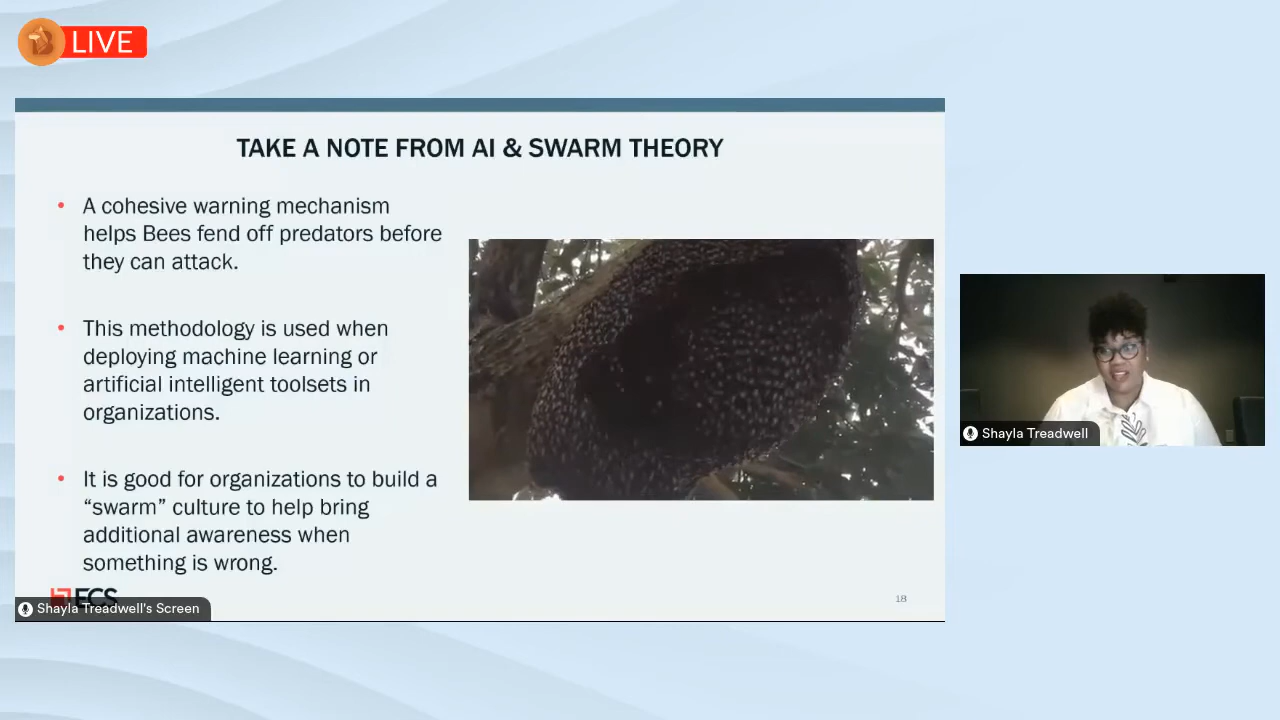 LIVE
TAKE A NOTE FROM AI & SWARM THEORY
• A cohesive warning mechanism
helps Bees fend off predators before
they can attack.
• This methodology is used when
deploying machine learning or
artificial intelligent toolsets in
organizations.
• It is good for organizations to build a
“swarm” culture to help bring
additional awareness when
something is wrong.
ECS
Shayla Treadwell's Screen
18
Shayla Treadwell